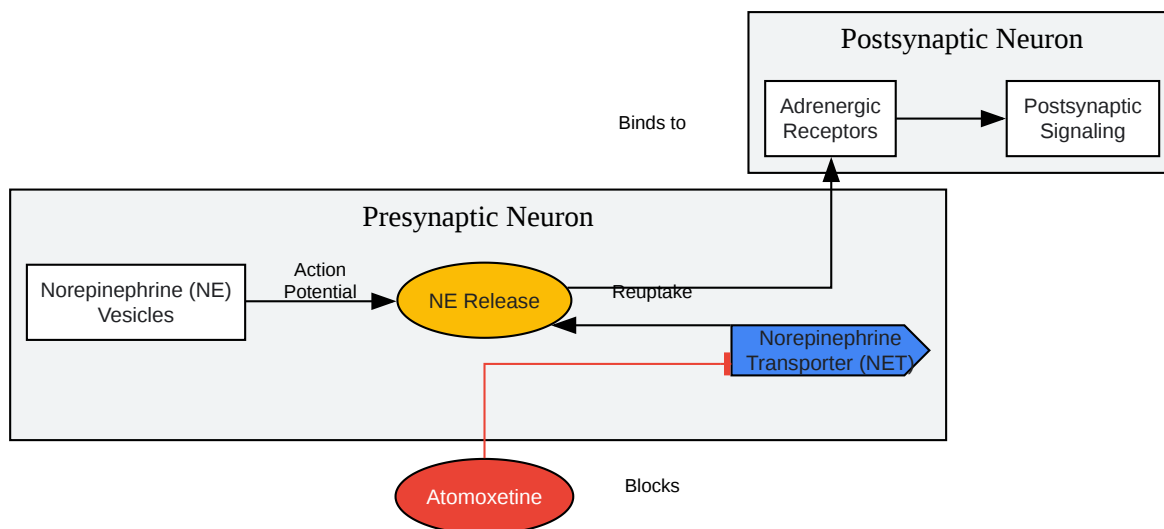 Postsynaptic Neuron
Adrenergic
Receptors
Postsynaptic
Signaling
Binds to
Presynaptic Neuron
Norepinephrine (NE)
Vesicles
Action
Potential
NE Release
Reuptake
Norepinephrine
Transporter (NET)
Atomoxetine
Blocks